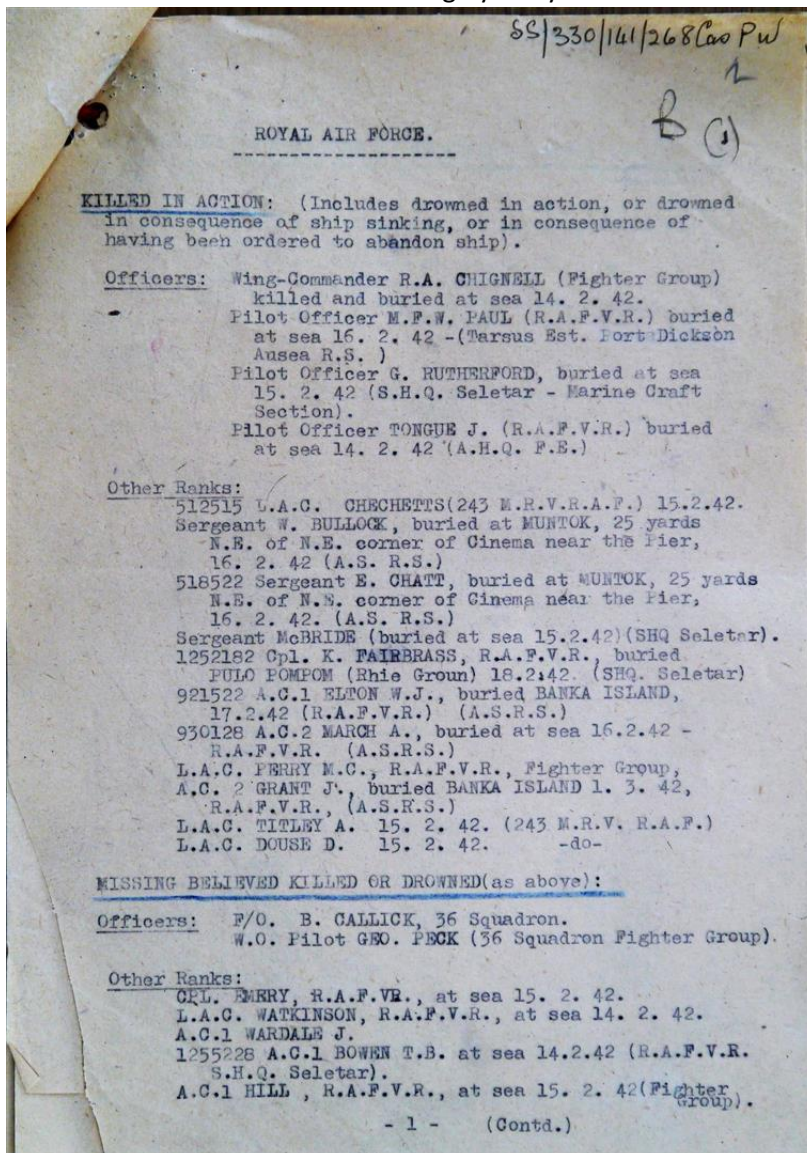 SS/330/141/268 Cas PW
1
B (1)
ROYAL AIR FORCE.
KILLED IN ACTION: (Includes drowned in action, or drowned
in consequence of ship sinking, or in consequence of
having been ordered to abandon ship).
Officers: Wing-Commander R.A. CHIGNELL (Fighter Group)
killed and buried at sea 14. 2. 42.
Pilot Officer M.F.W. PAUL (R.A.F.V.R.) buried
at sea 16. 2. 42 -(Tarsus Est. Port Dickson
Ausea R.S. )
Pilot Officer G. RUTHERFORD, buried at sea
15. 2. 42 (S.H.Q. Seletar - Marine Craft
Section).
Pilot Officer TONGUE J. (R.A.F.V.R.) buried
at sea 14. 2. 42 (A.H.Q. F.E.)
Other Ranks:
512515 L.A.C. CHECHETTS(243 M.R.V.R.A.F.) 15.2.42.
Sergeant W. BULLOCK, buried at MUNTOK, 25 yards
N.E. of N.E. corner of Cinema near the Pier,
16. 2. 42 (A.S. R.S.)
518522 Sergeant E. CHATT, buried at MUNTOK, 25 yards
N.E. of N.E. corner of Cinema near the Pier,
16. 2. 42. (A.S. R.S.)
Sergeant McBRIDE (buried at sea 15.2.42)(SHQ Seletar).
1252182 Cpl. K. FAIRBRASS, R.A.F.V.R., buried
PULO POMPOM (Rhie Groun) 18.2.42. (SHQ. Seletar)
921522 A.C.1 ELTON W.J., buried BANKA ISLAND,
17.2.42 (R.A.F.V.R.) (A.S.R.S.)
930128 A.C.2 MARCH A., buried at sea 16.2.42 -
R.A.F.V.R. (A.S.R.S.)
L.A.C. PERRY M.C., R.A.F.V.R., Fighter Group,
A.C. 2 GRANT J., buried BANKA ISLAND 1. 3. 42,
R.A.F.V.R., (A.S.R.S.)
L.A.C. TITLEY A. 15. 2. 42. (243 M.R.V. R.A.F.)
L.A.C. DOUSE D. 15. 2. 42. -do-
MISSING BELIEVED KILLED OR DROWNED(as above):
Officers: F/O. B. CALLICK, 36 Squadron.
W.O. Pilot GEO. PECK (36 Squadron Fighter Group).
Other Ranks:
CPL. EMERY, R.A.F.VR., at sea 15. 2. 42.
L.A.C. WATKINSON, R.A.F.V.R., at sea 14. 2. 42.
A.C.1 WARDALE J.
1255228 A.C.1 BOWEN T.B. at sea 14.2.42 (R.A.F.V.R.
S.H.Q. Seletar).
A.C.1 HILL , R.A.F.V.R., at sea 15. 2. 42(Fighter
Group).
- 1 - (Contd.)